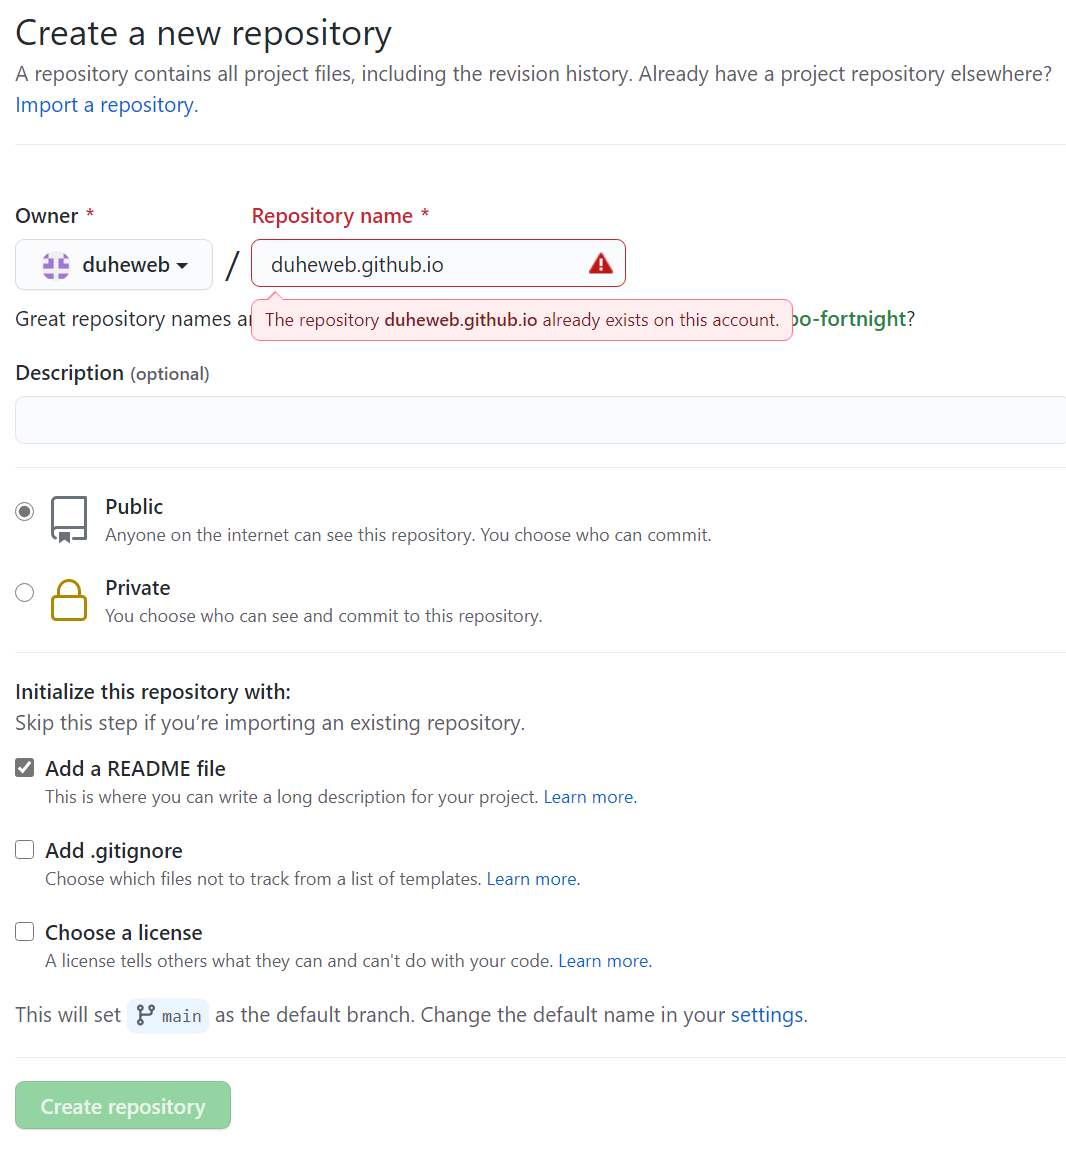 Create a new repository
A repository contains all project files, including the revision history. Already have a project repository elsewhere?
Import a repository.
Owner *
Repository name *
duheweb
/
duheweb.github.io
Great repository names
The repository duheweb.github.io already exists on this account.
-fortnight?
Description (optional)
Public
Anyone on the internet can see this repository. You choose who can commit.
Private
You choose who can see and commit to this repository.
Initialize this repository with:
Skip this step if you’re importing an existing repository.
Add a README file
This is where you can write a long description for your project. Learn more.
Add .gitignore
Choose which files not to track from a list of templates. Learn more.
Choose a license
A license tells others what they can and can't do with your code. Learn more.
This will set main as the default branch. Change the default name in your settings.
Create repository